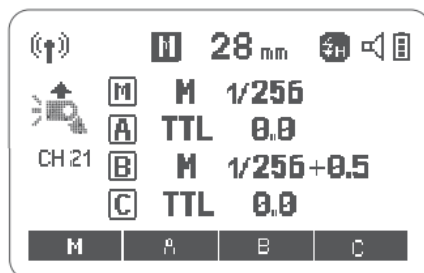 M 28 mm H
M M 1/256
A TTL 0.0
CH 21 B M 1/256+0.5
C TTL 0.0
M A B C